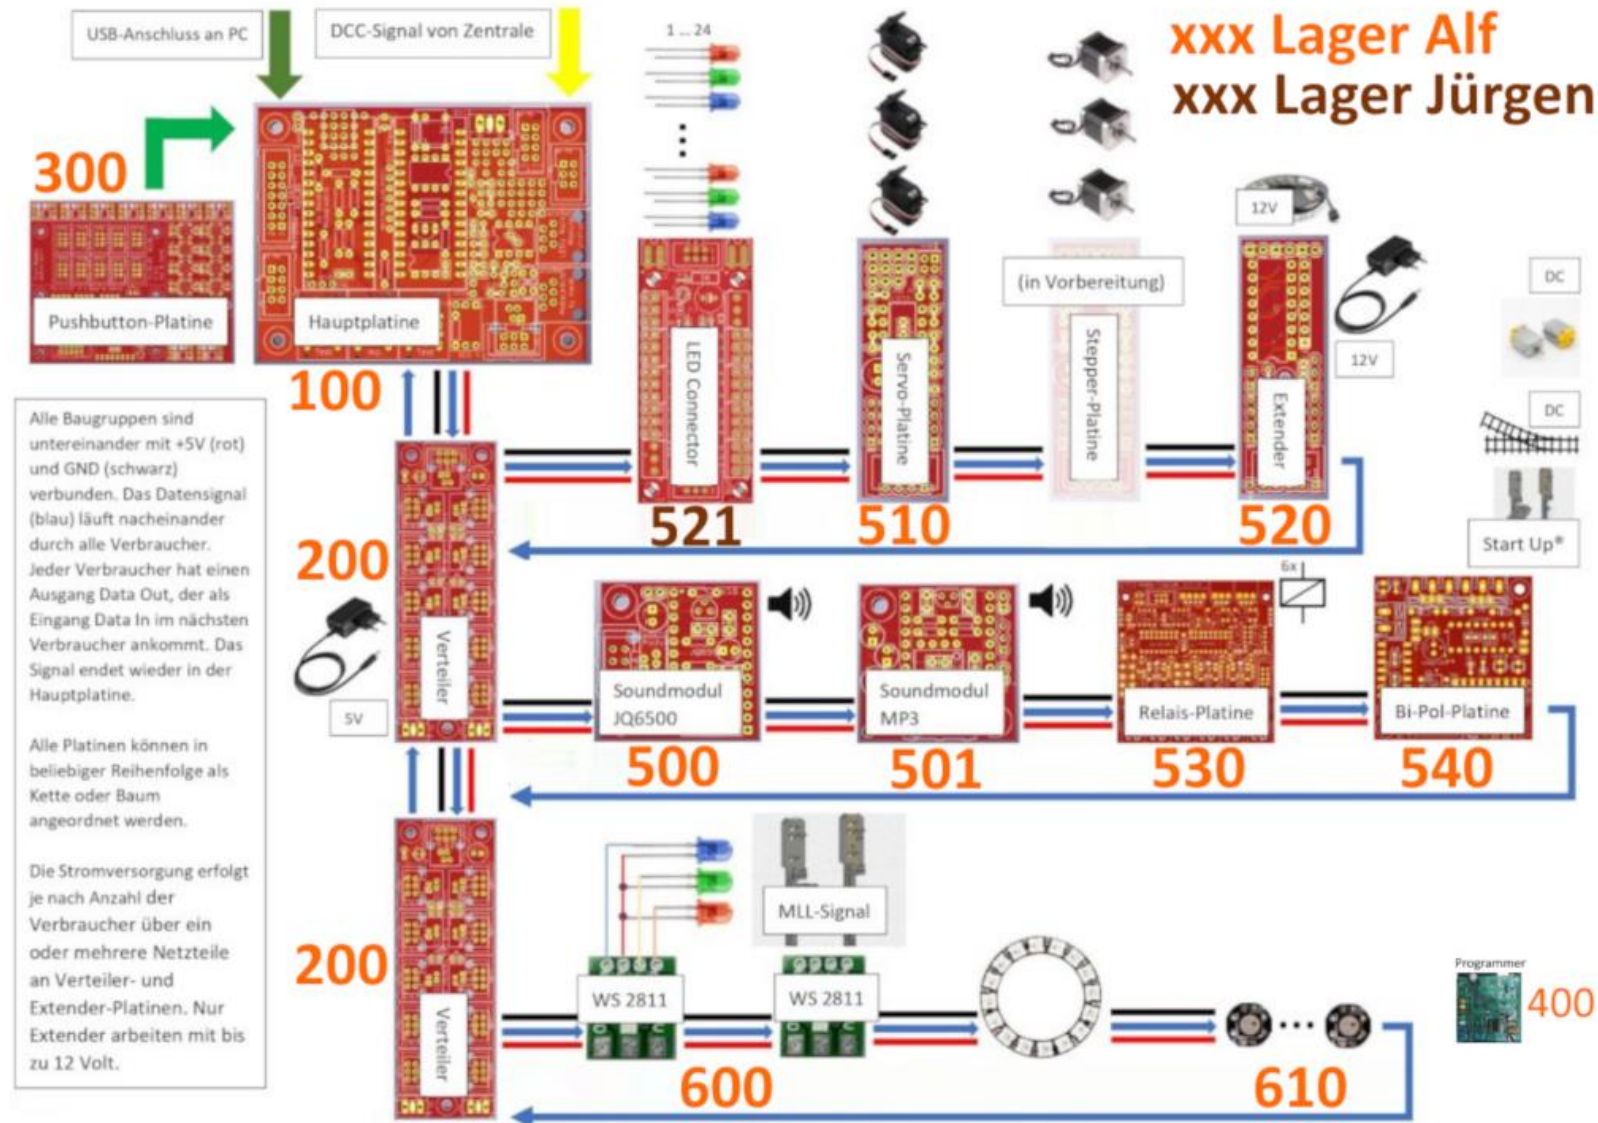 USB-Anschluss an PC
DCC-Signal von Zentrale
1 ... 24
xxx Lager Alf
xxx Lager Jürgen
300
Pushbutton-Platine
Hauptplatine
100
LED Connector
521
Servo-Platine
510
(in Vorbereitung)
Stepper-Platine
12V
12V
Extender
520
DC
DC
Start Up®
Alle Baugruppen sind
untereinander mit +5V (rot)
und GND (schwarz)
verbunden. Das Datensignal
(blau) läuft nacheinander
durch alle Verbraucher.
Jeder Verbraucher hat einen
Ausgang Data Out, der als
Eingang Data In im nächsten
Verbraucher ankommt. Das
Signal endet wieder in der
Hauptplatine.
Alle Platinen können in
beliebiger Reihenfolge als
Kette oder Baum
angeordnet werden.
Die Stromversorgung erfolgt
je nach Anzahl der
Verbraucher über ein
oder mehrere Netzteile
an Verteiler- und
Extender-Platinen. Nur
Extender arbeiten mit bis
zu 12 Volt.
200
5V
Verteiler
Soundmodul
JQ6500
500
Soundmodul
MP3
501
6x
Relais-Platine
530
Bi-Pol-Platine
540
200
Verteiler
MLL-Signal
WS 2811
WS 2811
600
610
Programmer
400